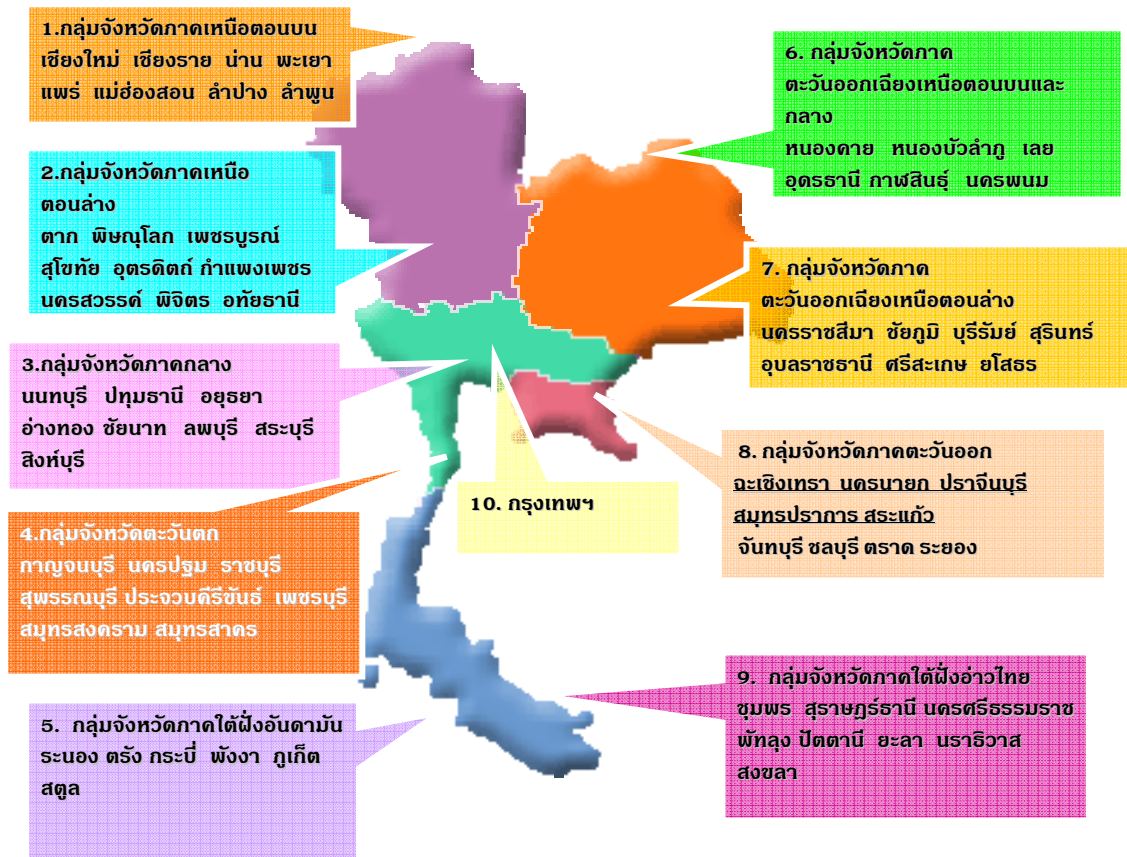 1.กลุ่มจังหวัดภาคเหนือตอนบน
เชียงใหม่ เชียงราย น่าน พะเยา
แพร่ แม่ฮ่องสอน ลำปาง ลำพูน
2.กลุ่มจังหวัดภาคเหนือ
ตอนล่าง
ตาก พิษณุโลก เพชรบูรณ์
สุโขทัย อุตรดิตถ์ กำแพงเพชร
นครสวรรค์ พิจิตร อทัยธานี
3.กลุ่มจังหวัดภาคกลาง
นนทบุรี ปทุมธานี อยุธยา
อ่างทอง ชัยนาท ลพบุรี สระบุรี
สิงห์บุรี
4.กลุ่มจังหวัดตะวันตก
กาญจนบุรี นครปฐม ราชบุรี
สุพรรณบุรี ประจวบคีรีขันธ์ เพชรบุรี
สมุทรสงคราม สมุทรสาคร
5. กลุ่มจังหวัดภาคใต้ฝั่งอันดามัน
ระนอง ตรัง กระบี่ พังงา ภูเก็ต
สตูล
6. กลุ่มจังหวัดภาค
ตะวันออกเฉียงเหนือตอนบนและ
กลาง
หนองคาย หนองบัวลำภู เลย
อุดรธานี กาฬสินธุ์ นครพนม
7. กลุ่มจังหวัดภาค
ตะวันออกเฉียงเหนือตอนล่าง
นครราชสีมา ชัยภูมิ บุรีรัมย์ สุรินทร์
อุบลราชธานี ศรีสะเกษ ยโสธร
8. กลุ่มจังหวัดภาคตะวันออก
ฉะเชิงเทรา นครนายก ปราจีนบุรี
สมุทรปราการ สระแก้ว
จันทบุรี ชลบุรี ตราด ระยอง
10. กรุงเทพฯ
9. กลุ่มจังหวัดภาคใต้ฝั่งอ่าวไทย
ชุมพร สุราษฎร์ธานี นครศรีธรรมราช
พัทลุง ปัตตานี ยะลา นราธิวาส
สงขลา